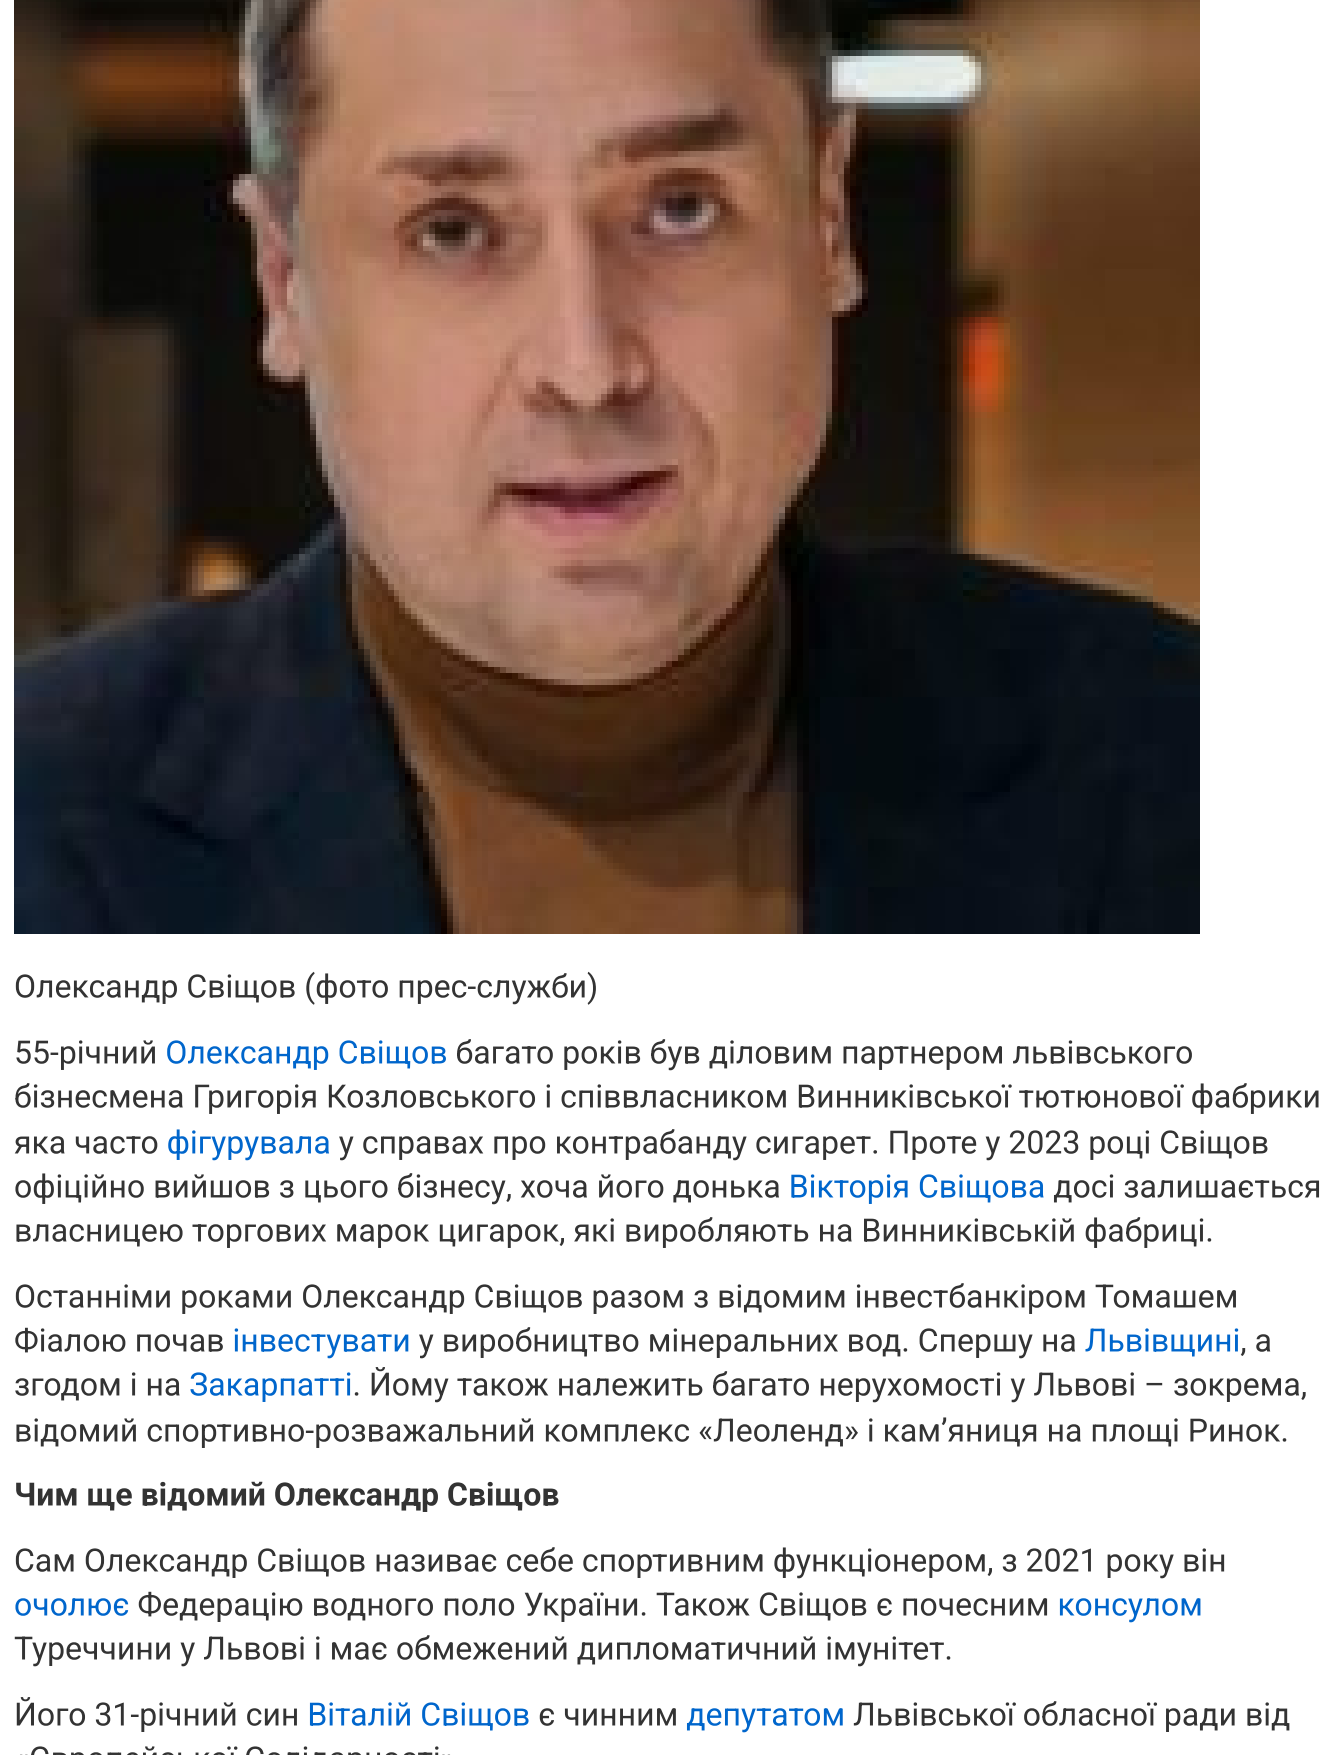 Олександр Свіщов (фото прес-служби)
55-річний Олександр Свіщов багато років був діловим партнером львівського
бізнесмена Григорія Козловського і співвласником Винниківської тютюнової фабрики
яка часто фігурувала у справах про контрабанду сигарет. Проте у 2023 році Свіщов
офіційно вийшов з цього бізнесу, хоча його донька Вікторія Свіщова досі залишається
власницею торгових марок цигарок, які виробляють на Винниківській фабриці.
Останніми роками Олександр Свіщов разом з відомим інвестбанкіром Томашем
Фіалою почав інвестувати у виробництво мінеральних вод. Спершу на Львівщині, а
згодом і на Закарпатті. Йому також належить багато нерухомості у Львові – зокрема,
відомий спортивно-розважальний комплекс «Леоленд» і кам’яниця на площі Ринок.
Чим ще відомий Олександр Свіщов
Сам Олександр Свіщов називає себе спортивним функціонером, з 2021 року він
очолює Федерацію водного поло України. Також Свіщов є почесним консулом
Туреччини у Львові і має обмежений дипломатичний імунітет.
Його 31-річний син Віталій Свіщов є чинним депутатом Львівської обласної ради від
«Європейської Солідарності»